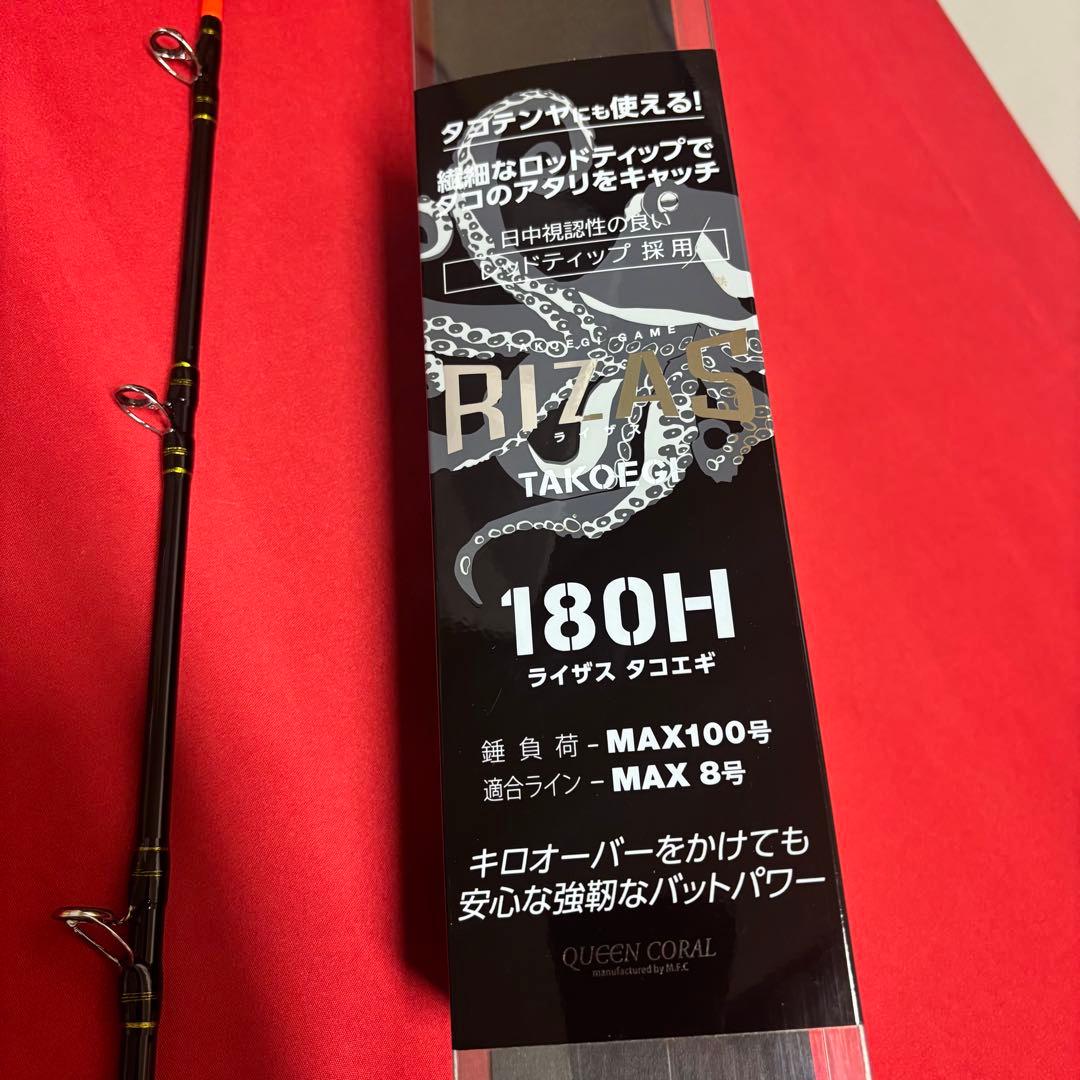 タコテンヤにも使える!
繊細なロッドティップで
タコのアタリをキャッチ
日中視認性の良い
ッドティップ 採用
TAKOEGI GAME
RIZAS
ライザス
TAKOEGI
180H
ライザス タコエギ
錘負荷 - MAX100号
適合ライン - MAX 8号
キロオーバーをかけても
安心な強靭なバットパワー
QUEEN CORAL
manufactured by M.F.C